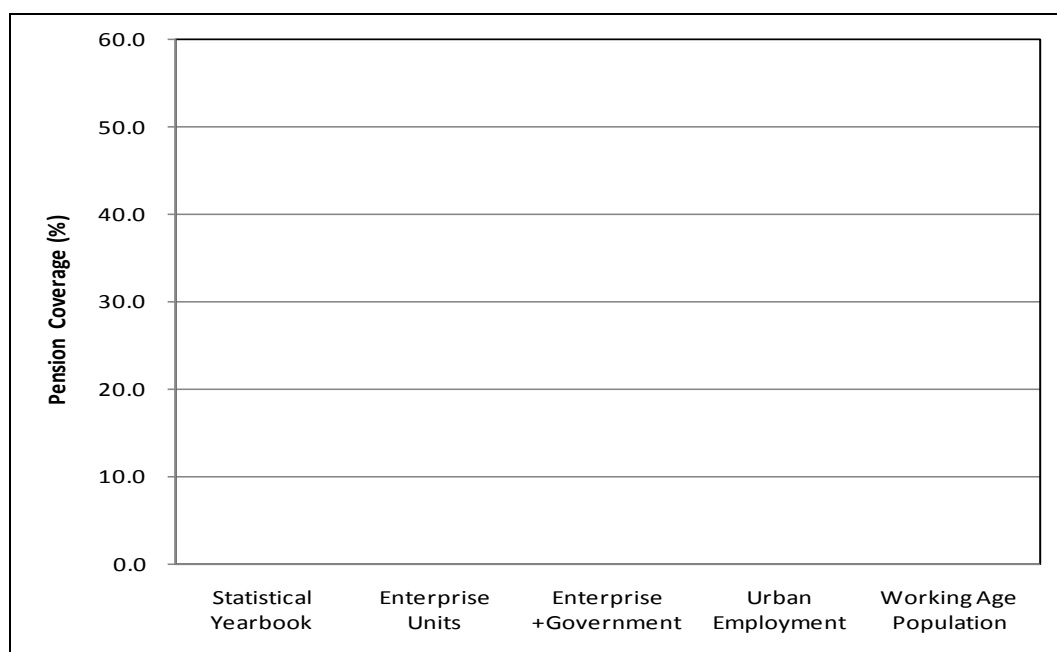 60.0
50.0
40.0
30.0
20.0
10.0
0.0
Pension Coverage (%)
Statistical
Yearbook
Enterprise
Units
Enterprise
+Government
Urban
Employment
Working Age
Population